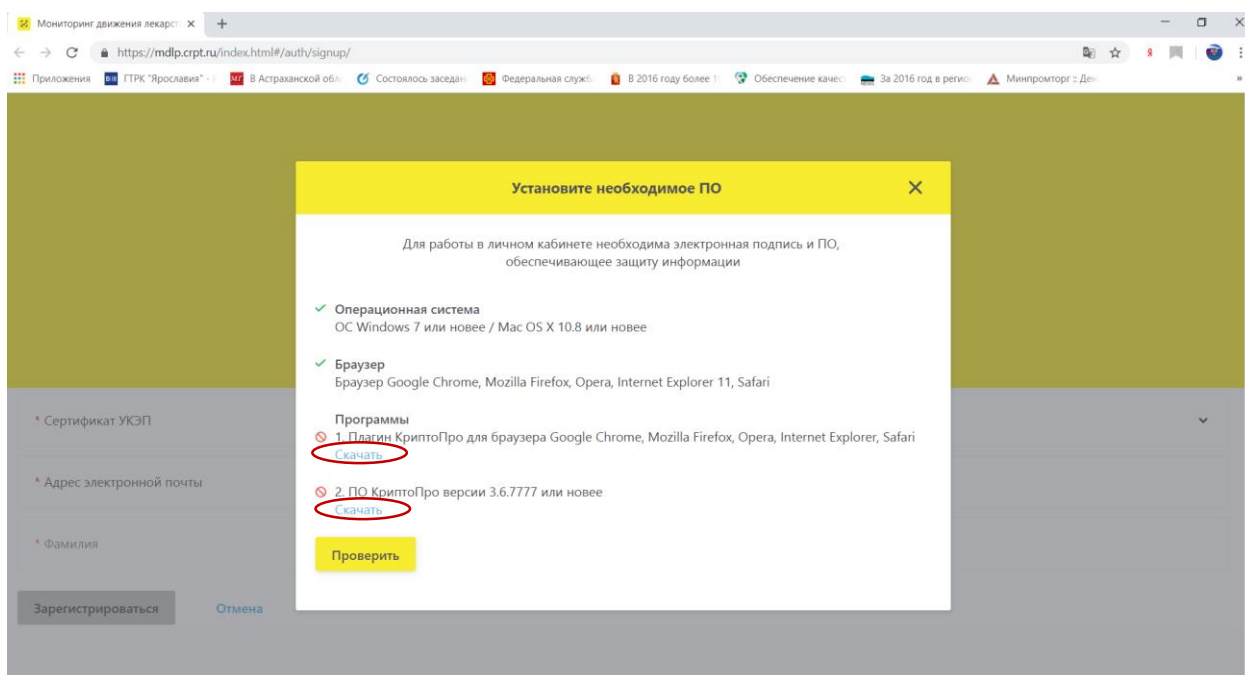 Мониторинг движения лекарст
https://mdlp.crpt.ru/index.html#/auth/signup/
Приложения ГТРК "Ярославия" - В Астраханской обл Состоялось заседан Федеральная служб В 2016 году более 1 Обеспечение качес За 2016 год в регио Минпромторг :: Ден
Установите необходимое ПО
Для работы в личном кабинете необходима электронная подпись и ПО,
обеспечивающее защиту информации
Операционная система
ОС Windows 7 или новее / Mac OS X 10.8 или новее
Браузер
Браузер Google Chrome, Mozilla Firefox, Opera, Internet Explorer 11, Safari
* Сертификат УКЭП
Программы
1. Плагин КриптоПро для браузера Google Chrome, Mozilla Firefox, Opera, Internet Explorer, Safari
Скачать
* Адрес электронной почты
2. ПО КриптоПро версии 3.6.7777 или новее
Скачать
* Фамилия
Проверить
Зарегистрироваться Отмена